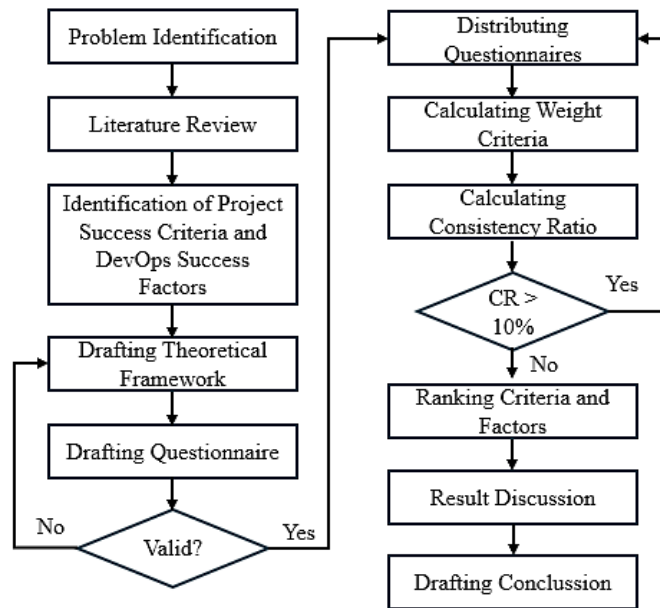 Problem Identification
Literature Review
Identification of Project
Success Criteria and
DevOps Success
Factors
Drafting Theoretical
Framework
Drafting Questionnaire
Valid?
No
Yes
Distributing
Questionnaires
Calculating Weight
Criteria
Calculating
Consistency Ratio
CR >
10%
Yes
No
Ranking Criteria and
Factors
Result Discussion
Drafting Conclussion